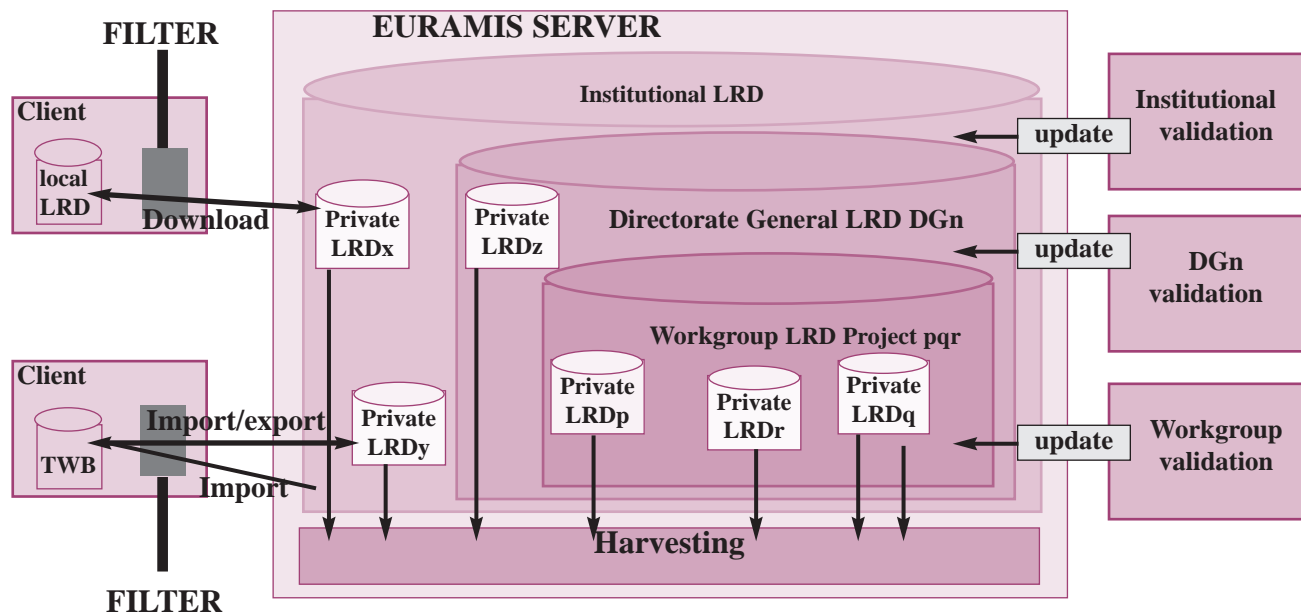 FILTER
EURAMIS SERVER
Client
local
LRD
Download
Institutional LRD
Private
LRDx
Private
LRDz
Directorate General LRD DGn
Workgroup LRD Project pqr
Private
LRDp
Private
LRDr
Private
LRDq
update
Institutional
validation
update
DGn
validation
update
Workgroup
validation
Client
TWB
Import/export
Import
Private
LRDy
Harvesting
FILTER